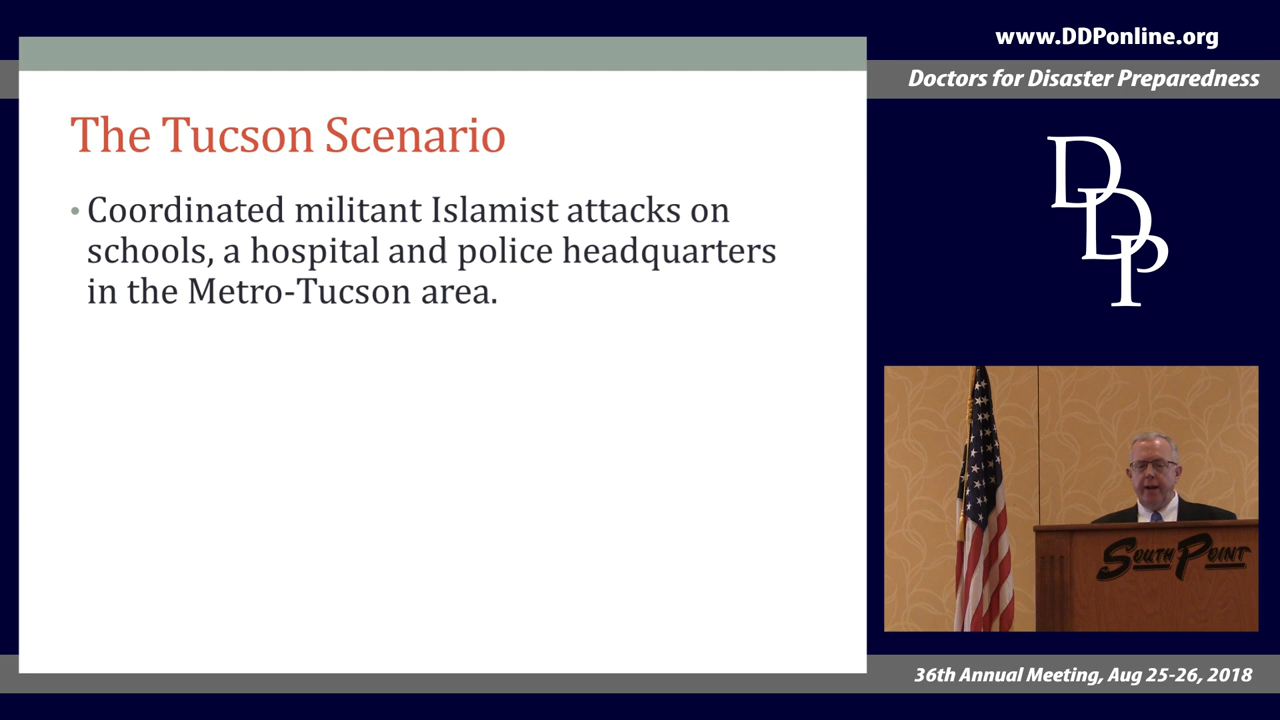 www.DDPonline.org
Doctors for Disaster Preparedness
The Tucson Scenario
• Coordinated militant Islamist attacks on
schools, a hospital and police headquarters
in the Metro-Tucson area.
DDP
SOUTH POINT
36th Annual Meeting, Aug 25-26, 2018